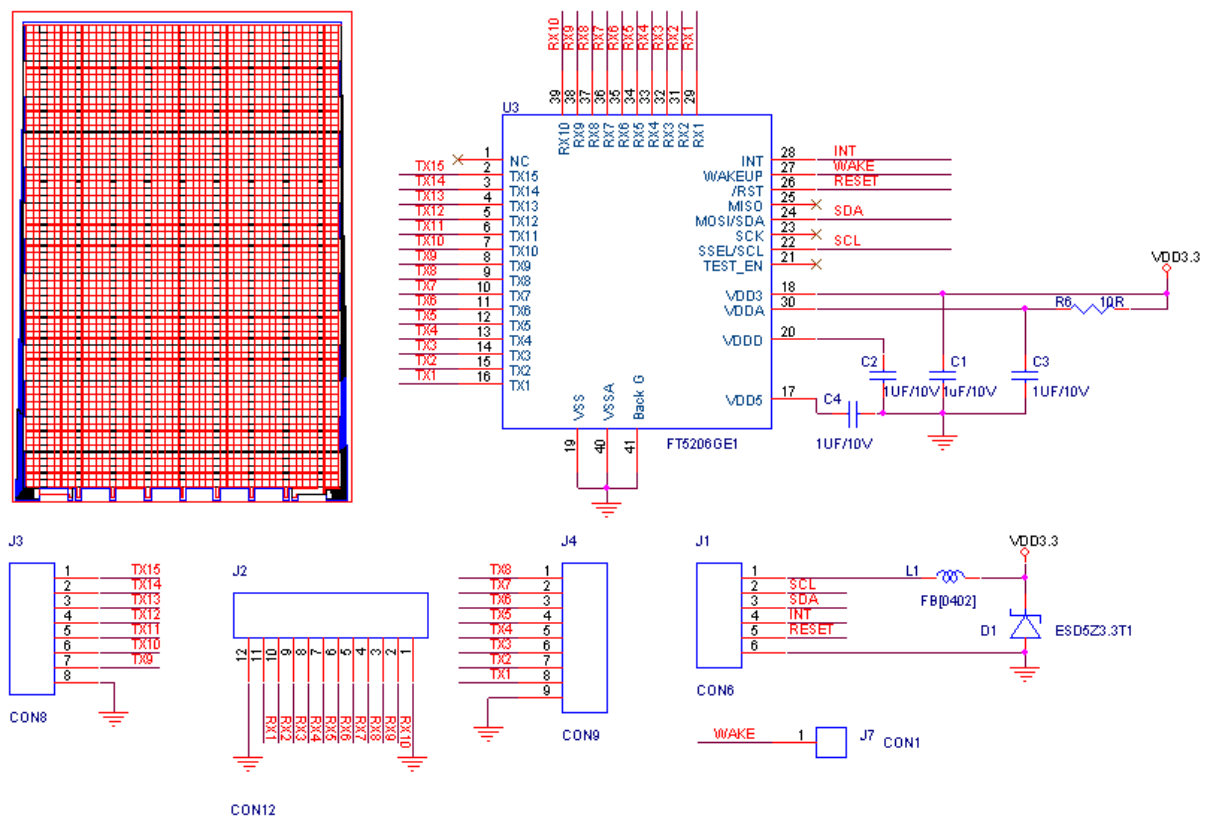 RX10
RX9
RX8
RX7
RX6
RX5
RX4
RX3
RX2
RX1
39
38
37
36
35
34
33
32
31
29
U3
RX10
RX9
RX8
RX7
RX6
RX5
RX4
RX3
RX2
RX1
1 NC
TX15 2 TX15
TX14 3 TX14
TX13 4 TX13
TX12 5 TX12
TX11 6 TX11
TX10 7 TX10
TX9 8 TX9
TX8 9 TX8
TX7 10 TX7
TX6 11 TX6
TX5 12 TX5
TX4 13 TX4
TX3 14 TX3
TX2 15 TX2
TX1 16 TX1
INT 28 INT
WAKEUP 27 WAKE
/RST 26 RESET
MISO 25
MOSI/SDA 24 SDA
SCK 23
SSEL/SCL 22 SCL
TEST_EN 21
VDD3 18
VDDA 30
VDDD 20
VDD5 17
VDD3.3
R6 10R
C2
1UF/10V
C1
1uF/10V
C3
1UF/10V
C4
1UF/10V
VSS
VSSA
Back G
19
40
41
FT5206GE1
J3
1 TX15
2 TX14
3 TX13
4 TX12
5 TX11
6 TX10
7 TX9
8
CON8
J2
12
11
10
9
8
7
6
5
4
3
2
1
RX1
RX2
RX3
RX4
RX5
RX6
RX7
RX8
RX9
RX10
CON12
J4
TX8 1
TX7 2
TX6 3
TX5 4
TX4 5
TX3 6
TX2 7
TX1 8
9
CON9
J1
1
2 SCL
3 SDA
4 INT
5 RESET
6
CON6
L1
FB[0402]
VDD3.3
D1
ESD5Z3.3T1
WAKE 1
J7 CON1